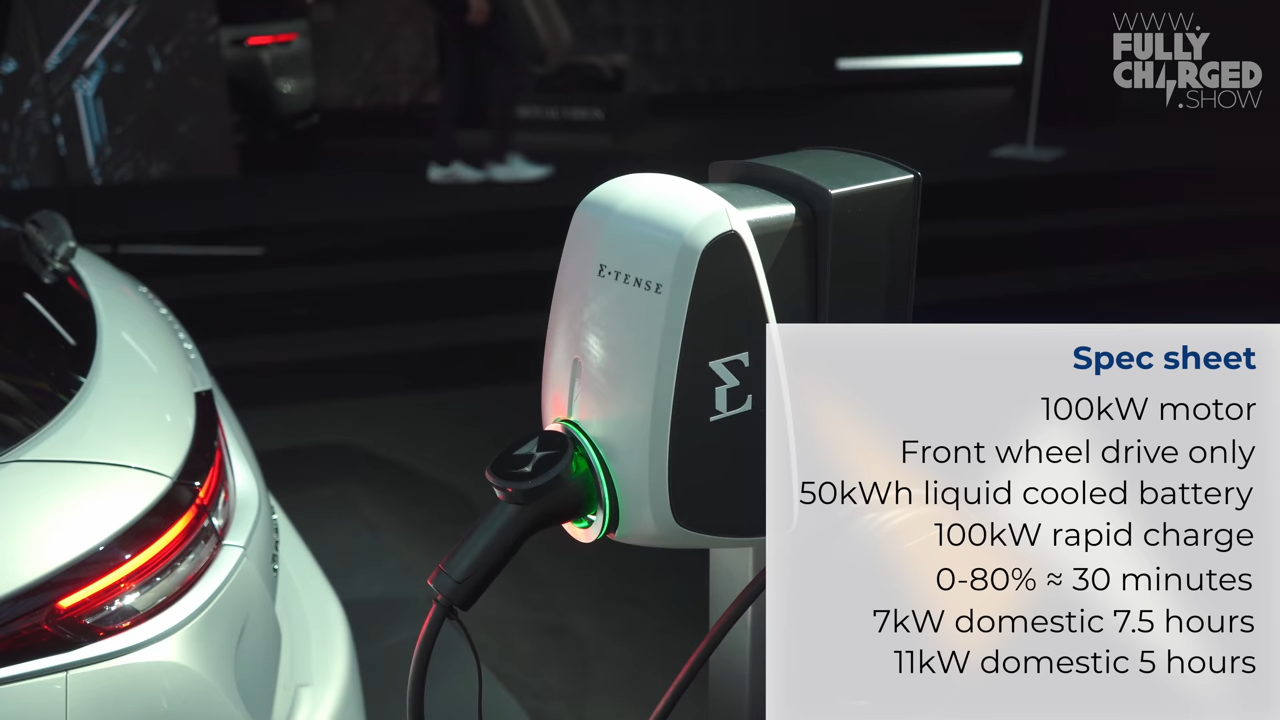 WWW.
FULLY
CHARGED
.SHOW
E·TENSE
Spec sheet
100kW motor
Front wheel drive only
50kWh liquid cooled battery
100kW rapid charge
0-80% ≈ 30 minutes
7kW domestic 7.5 hours
11kW domestic 5 hours